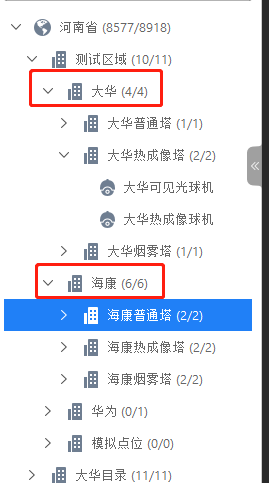 河南省 (8577/8918)
测试区域 (10/11)
大华 (4/4)
大华普通塔 (1/1)
大华热成像塔 (2/2)
大华可见光球机
大华热成像球机
大华烟雾塔 (1/1)
海康 (6/6)
海康普通塔 (2/2)
海康热成像塔 (2/2)
海康烟雾塔 (2/2)
华为 (0/1)
模拟点位 (0/0)
大华目录 (11/11)